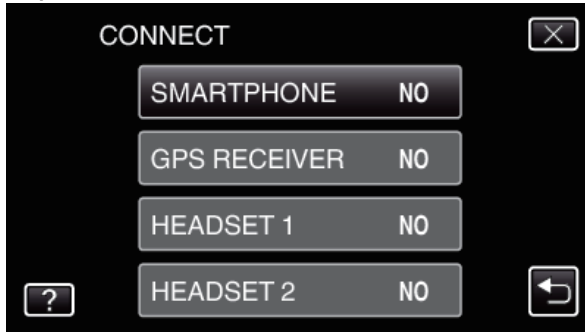 CONNECT
SMARTPHONE NO
GPS RECEIVER NO
HEADSET 1 NO
HEADSET 2 NO
?